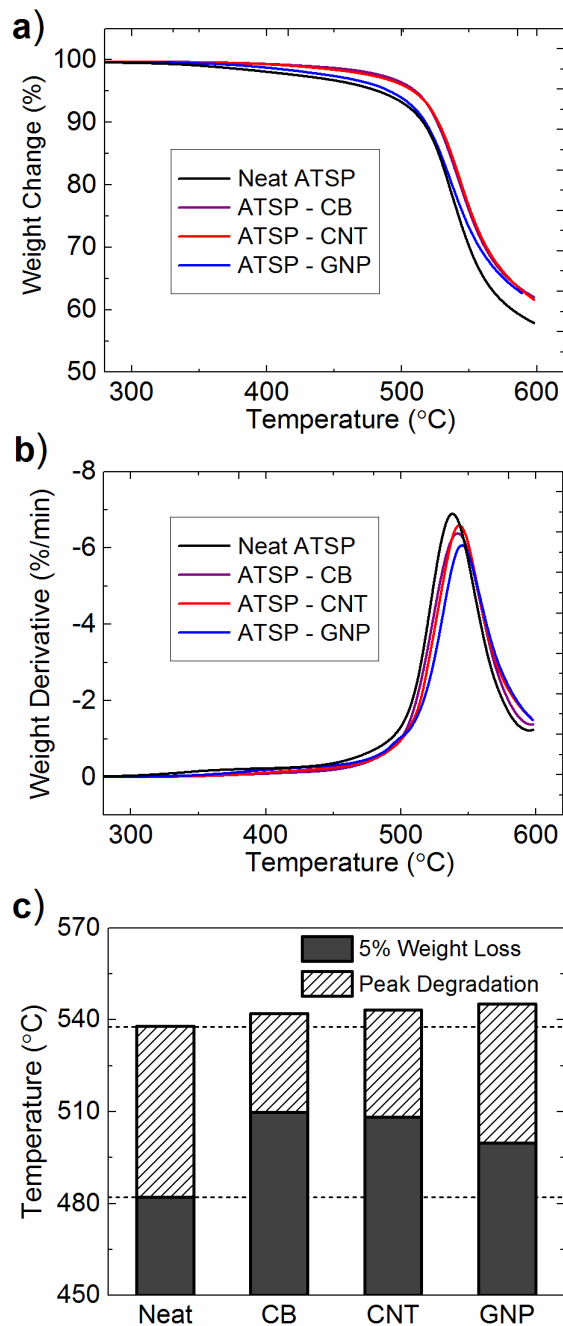 a)
100
90
80
70
60
50
Weight Change (%)
Neat ATSP
ATSP - CB
ATSP - CNT
ATSP - GNP
300 400 500 600
Temperature (°C)
b)
-8
-6
-4
-2
0
Weight Derivative (%/min)
Neat ATSP
ATSP - CB
ATSP - CNT
ATSP - GNP
300 400 500 600
Temperature (°C)
c)
570
540
510
480
450
Temperature (°C)
5% Weight Loss
Peak Degradation
Neat CB CNT GNP